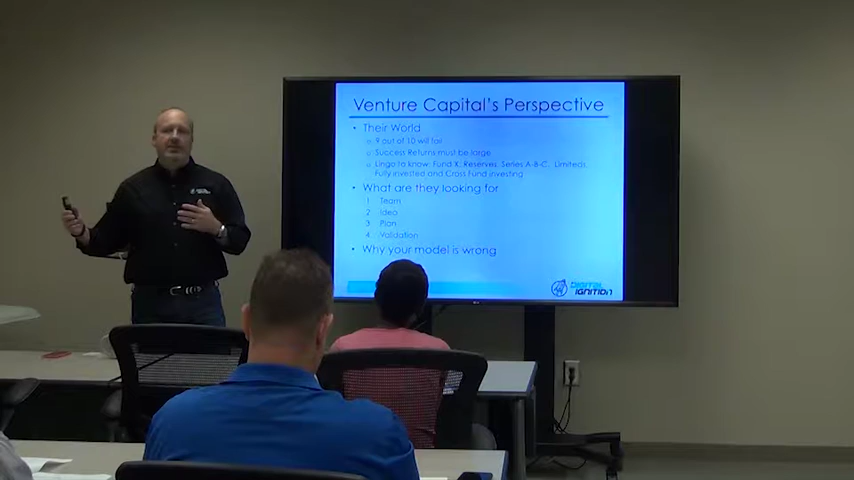 Venture Capital's Perspective
• Their World
o 9 out of 10 will fail
o Success Returns must be large
o Lingo to know: Fund X, Reserves, Series A-B-C, Limiteds,
Fully invested and Cross Fund investing
• What are they looking for
1 Team
2 Idea
3 Plan
4 Validation
• Why your model is wrong
DIGITAL
IGNITION